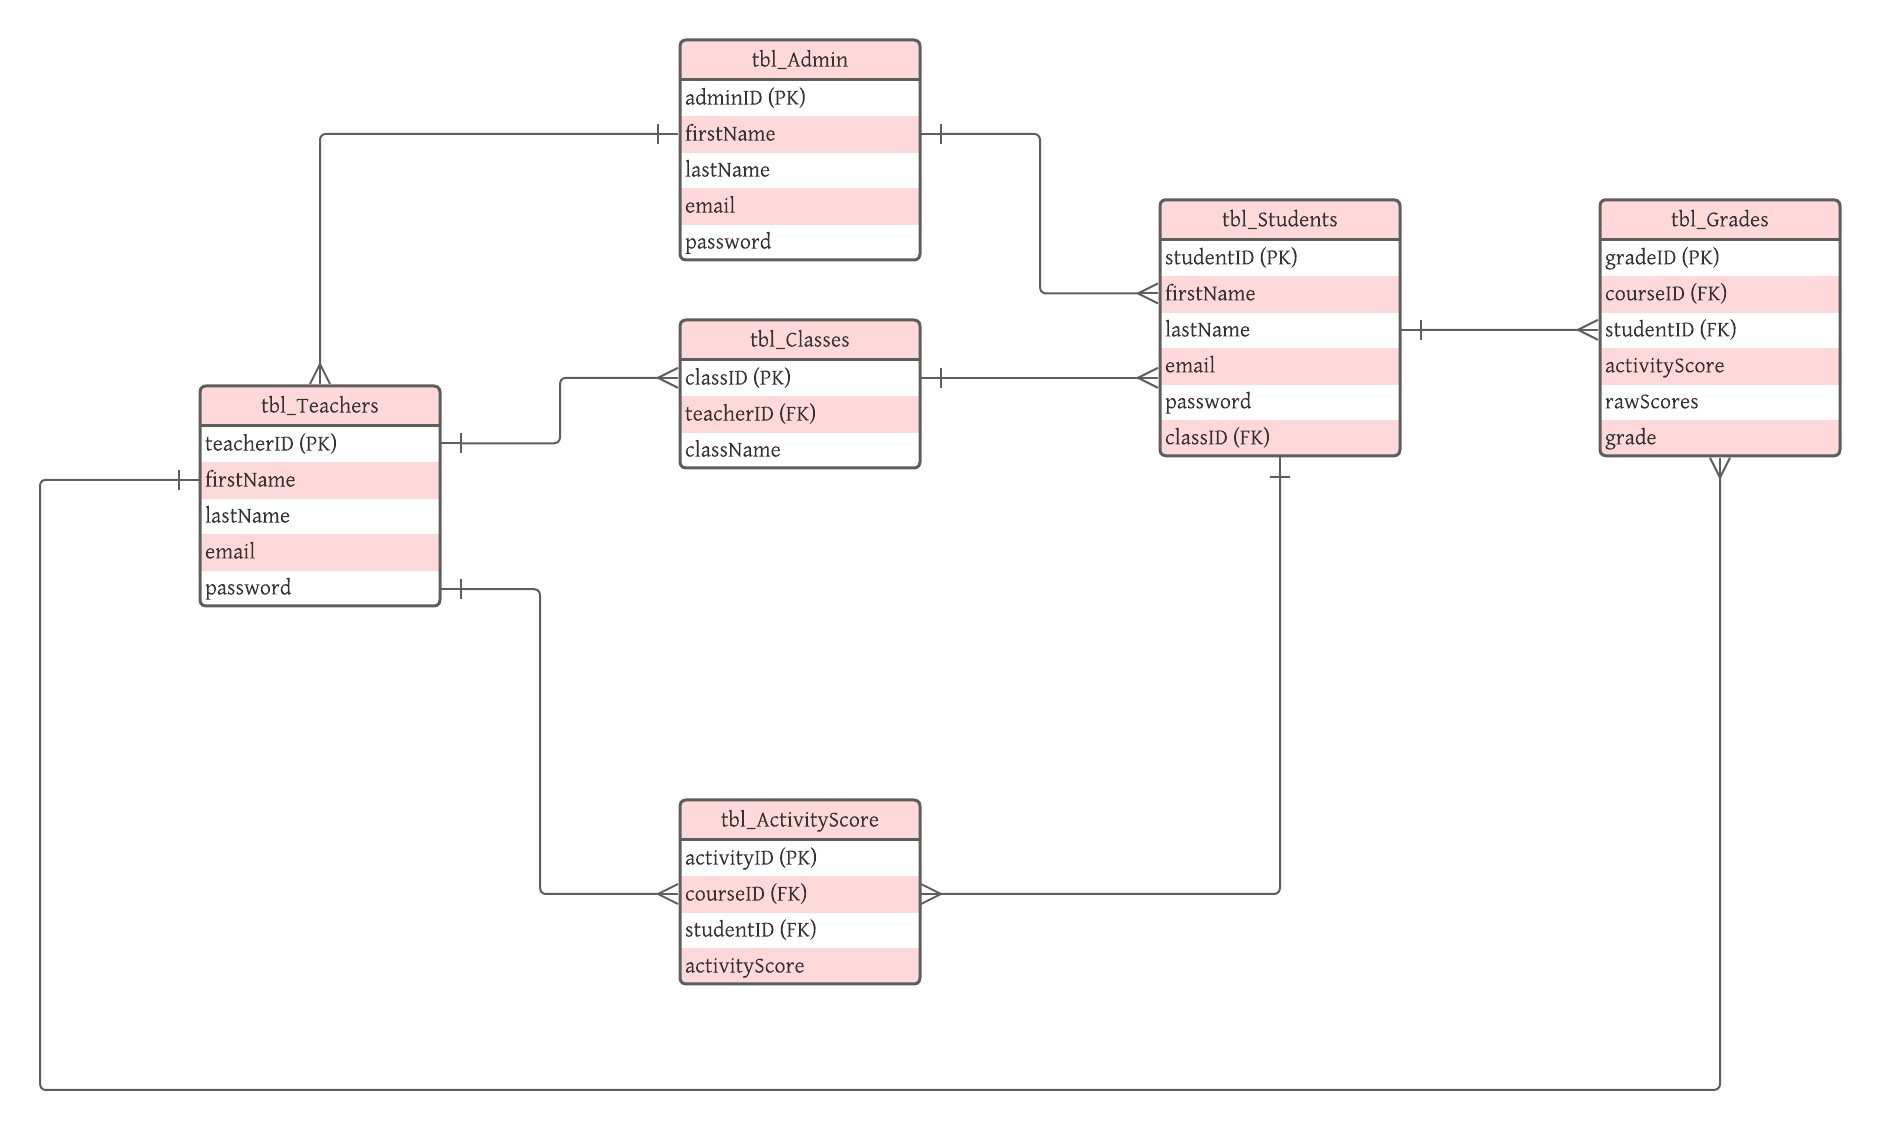 tbl_Admin
adminID (PK)
firstName
lastName
email
password
tbl_Students
studentID (PK)
firstName
lastName
email
password
classID (FK)
tbl_Grades
gradeID (PK)
courseID (FK)
studentID (FK)
activityScore
rawScores
grade
tbl_Classes
classID (PK)
teacherID (FK)
className
tbl_Teachers
teacherID (PK)
firstName
lastName
email
password
tbl_ActivityScore
activityID (PK)
courseID (FK)
studentID (FK)
activityScore